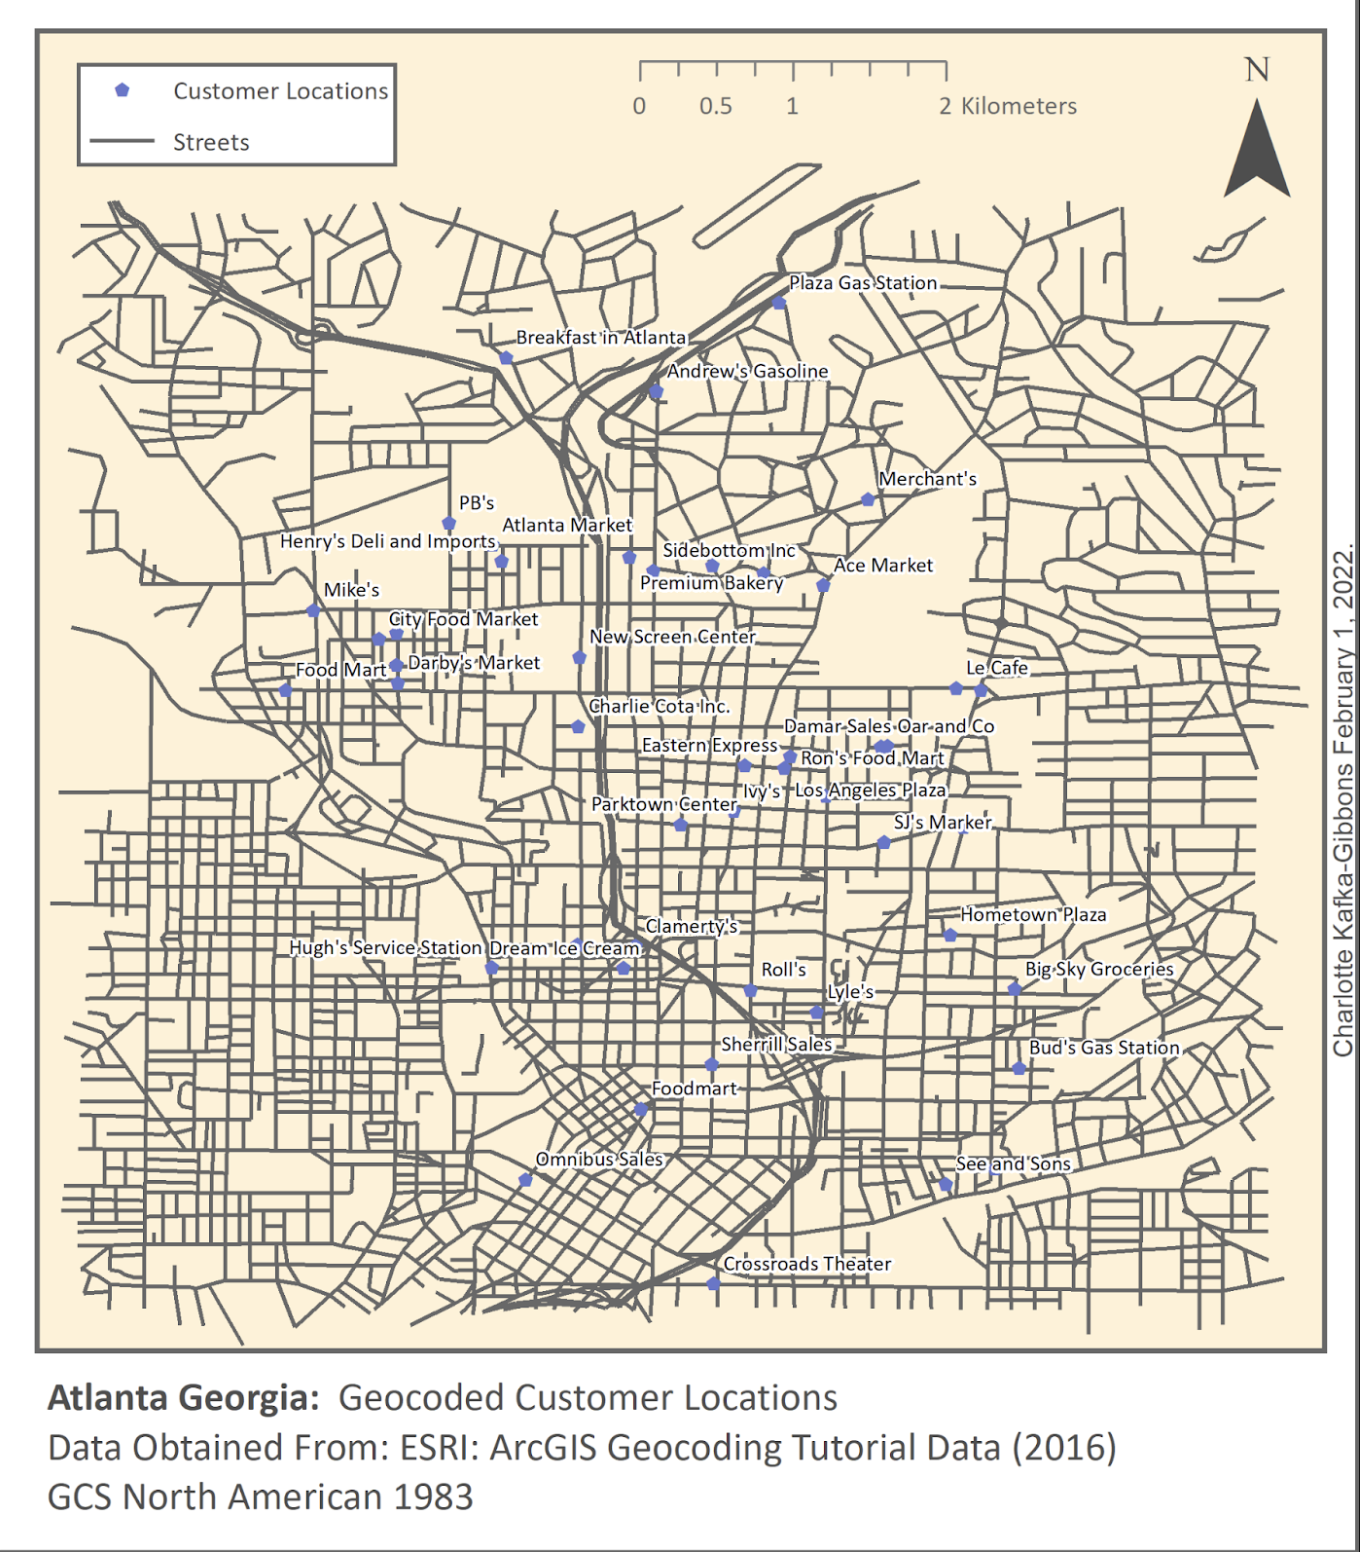 Customer Locations
Streets
0 0.5 1 2 Kilometers
N
Plaza Gas Station
Breakfast in Atlanta
Andrew's Gasoline
Merchant's
PB's
Atlanta Market
Henry's Deli and Imports
Sidebottom Inc
Ace Market
Premium Bakery
Mike's
City Food Market
New Screen Center
Food Mart
Darby's Market
Le Cafe
Charlie Cota Inc.
Damar Sales Oar and Co
Eastern Express
Ron's Food Mart
Ivy's
Los Angeles Plaza
Parktown Center
SJ's Marker
Hometown Plaza
Clamerty's
Hugh's Service Station
Dream Ice Cream
Roll's
Big Sky Groceries
Lyle's
Sherrill Sales
Bud's Gas Station
Foodmart
Omnibus Sales
See and Sons
Crossroads Theater
Charlotte Kafka-Gibbons February 1, 2022.
Atlanta Georgia: Geocoded Customer Locations
Data Obtained From: ESRI: ArcGIS Geocoding Tutorial Data (2016)
GCS North American 1983